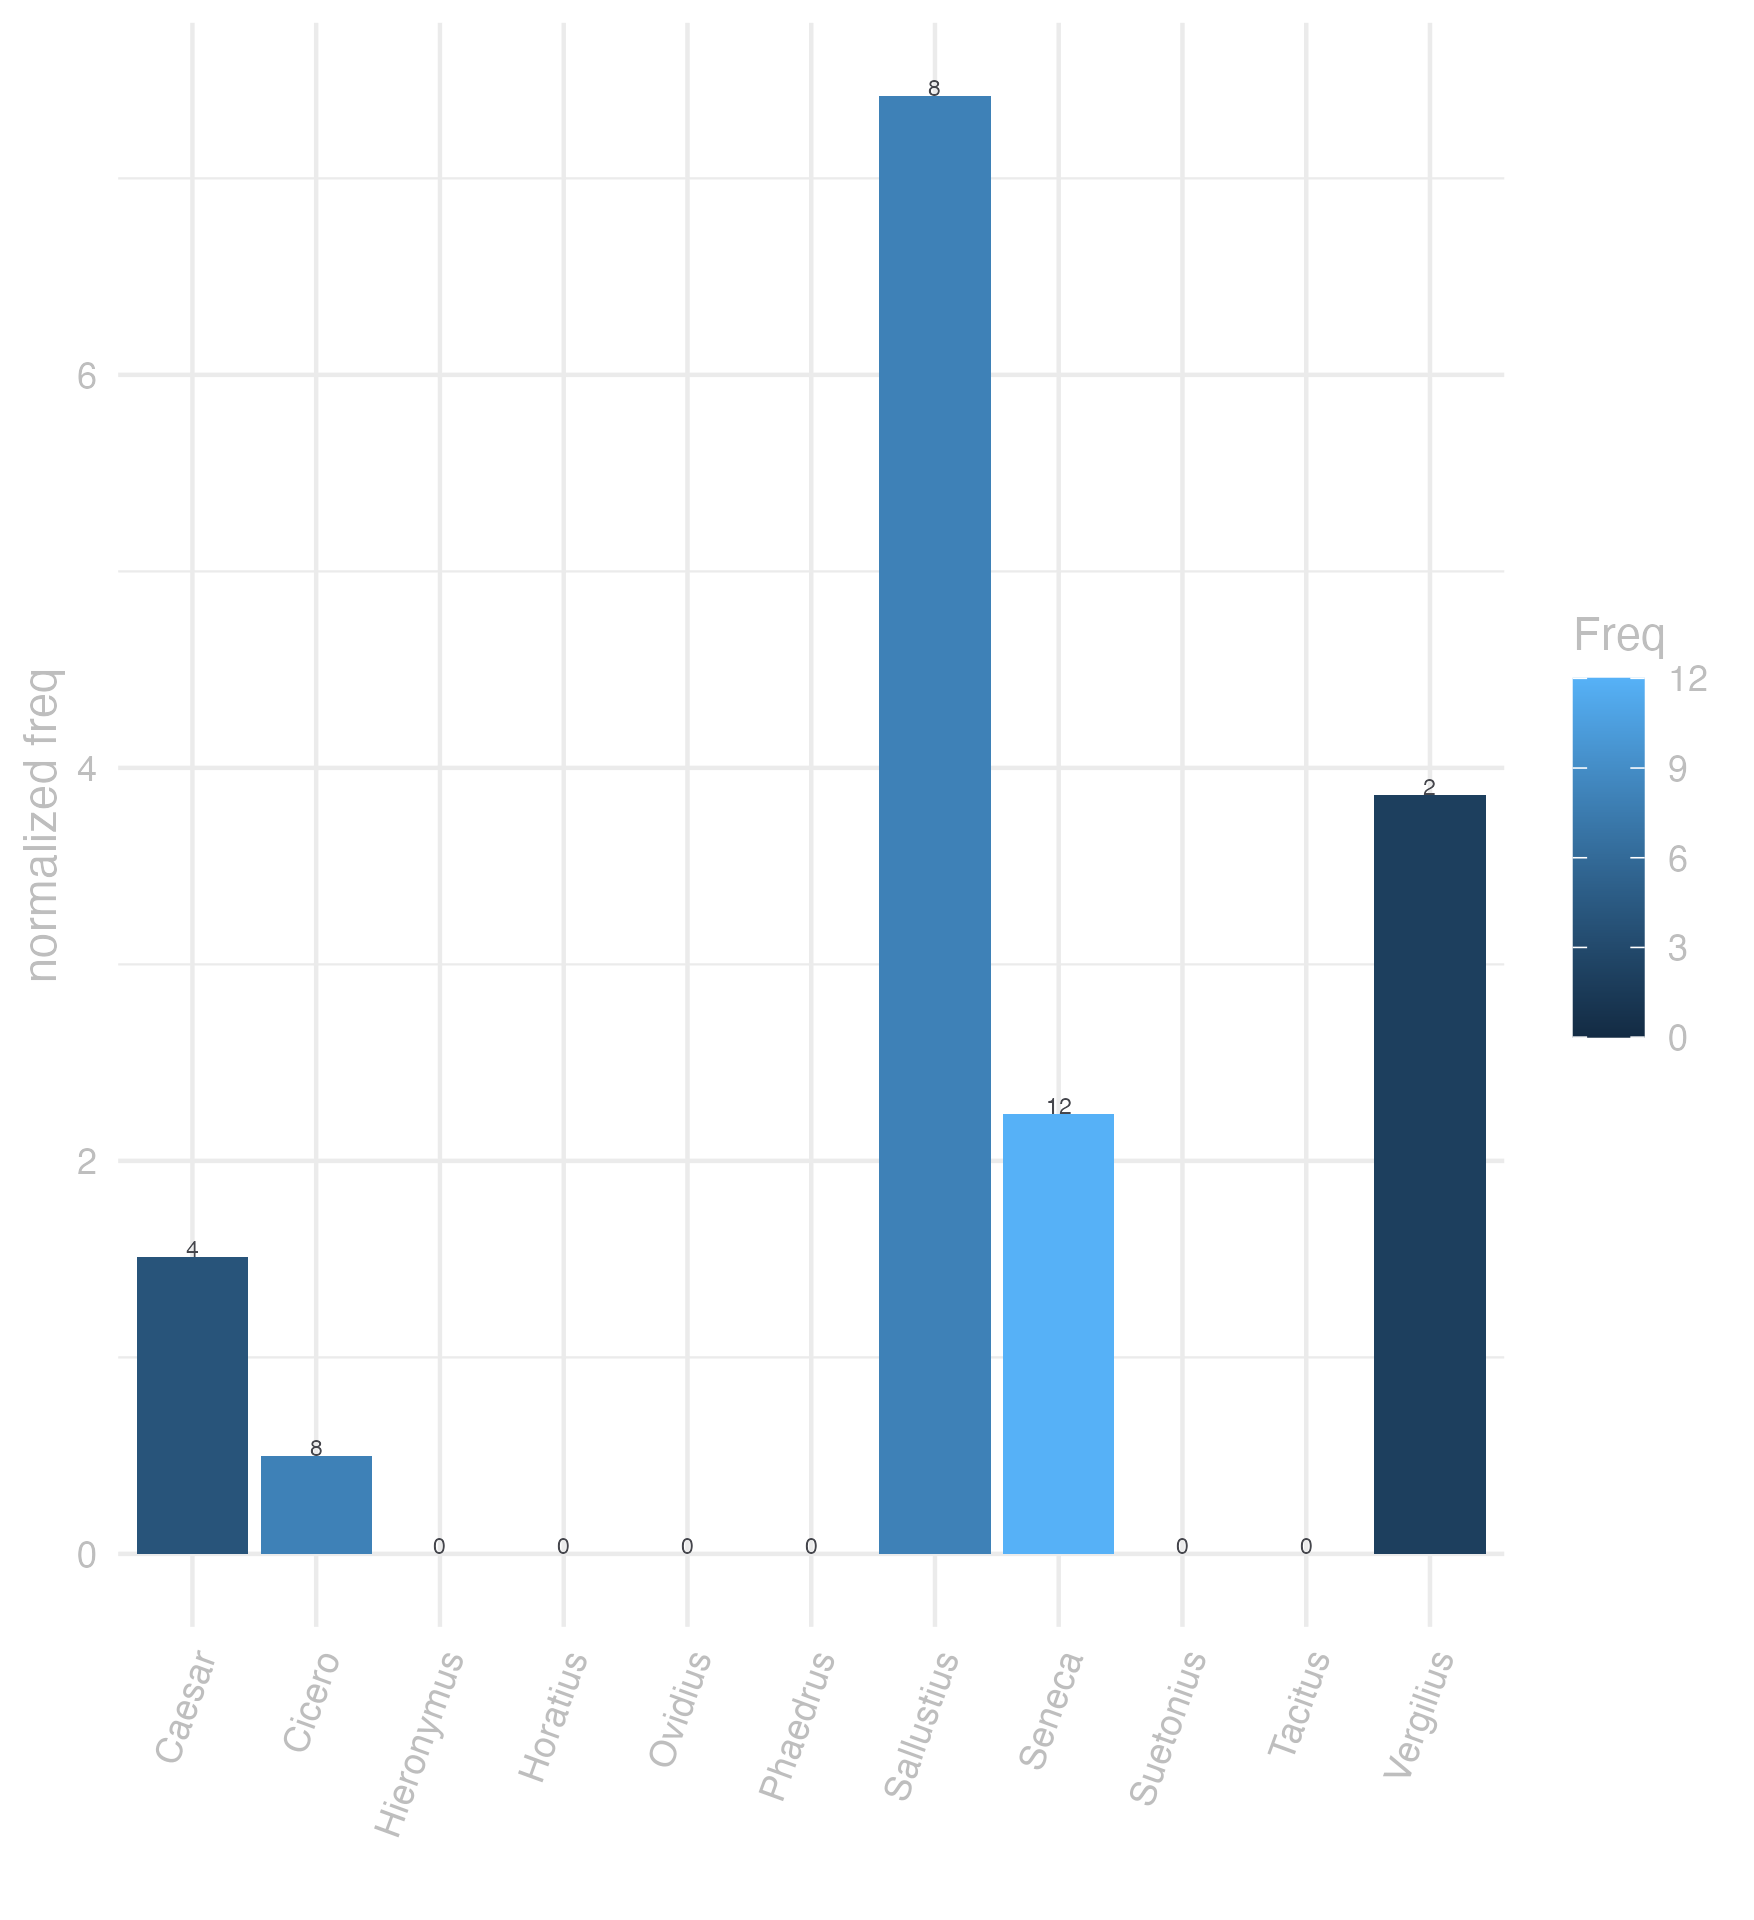 8
6
Freq
12
normalized freq
4
9
2
6
3
12
0
2
4
8
0
0
0
0
0
0
0
Caesar
Cicero
Hieronymus
Horatius
Ovidius
Phaedrus
Sallustius
Seneca
Suetonius
Tacitus
Vergilius